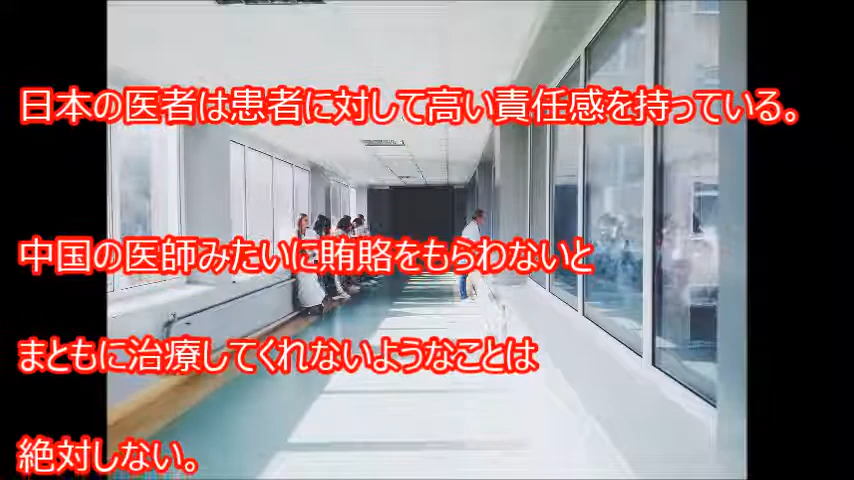 日本の医者は患者に対して高い責任感を持っている。
中国の医師みたいに賄賂をもらわないと
まともに治療してくれないようなことは
絶対しない。